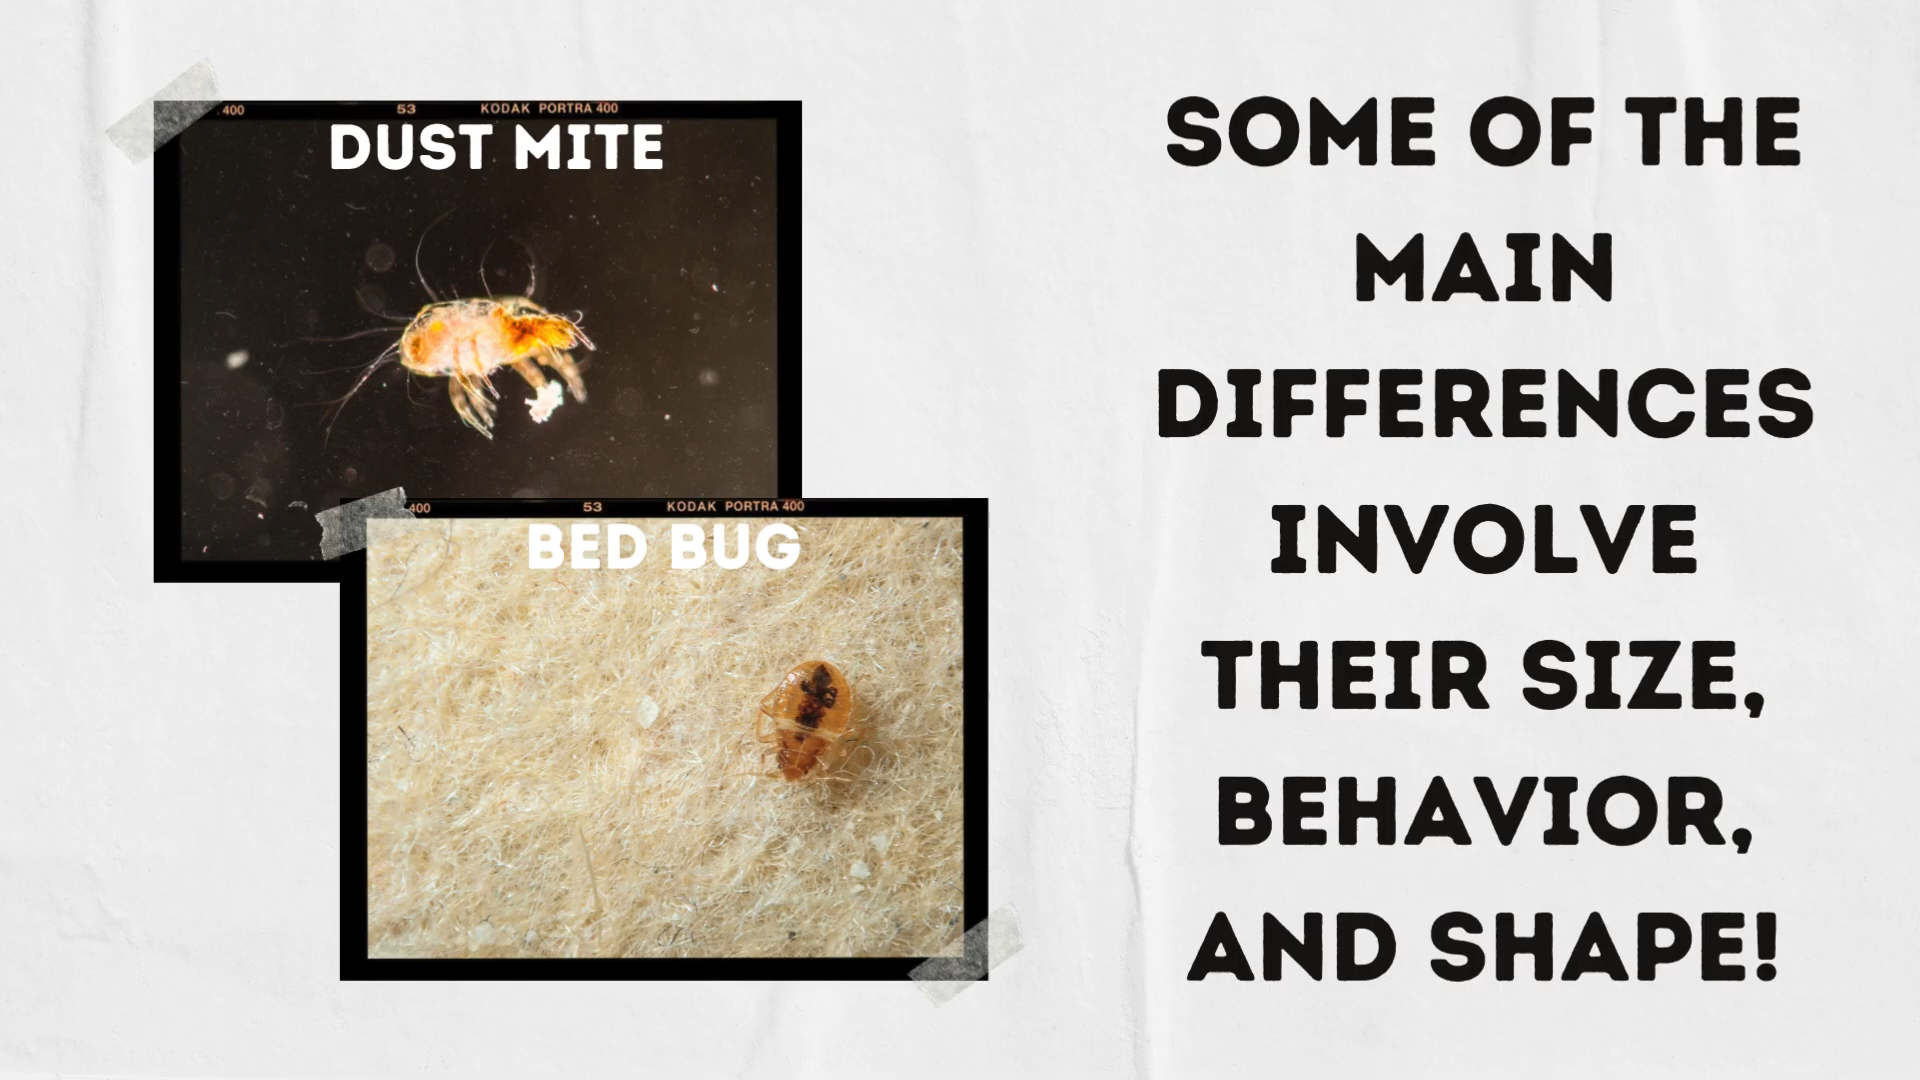 400 53 KODAK PORTRA 400
DUST MITE
400 53 KODAK PORTRA 400
BED BUG
SOME OF THE
MAIN
DIFFERENCES
INVOLVE
THEIR SIZE,
BEHAVIOR,
AND SHAPE!